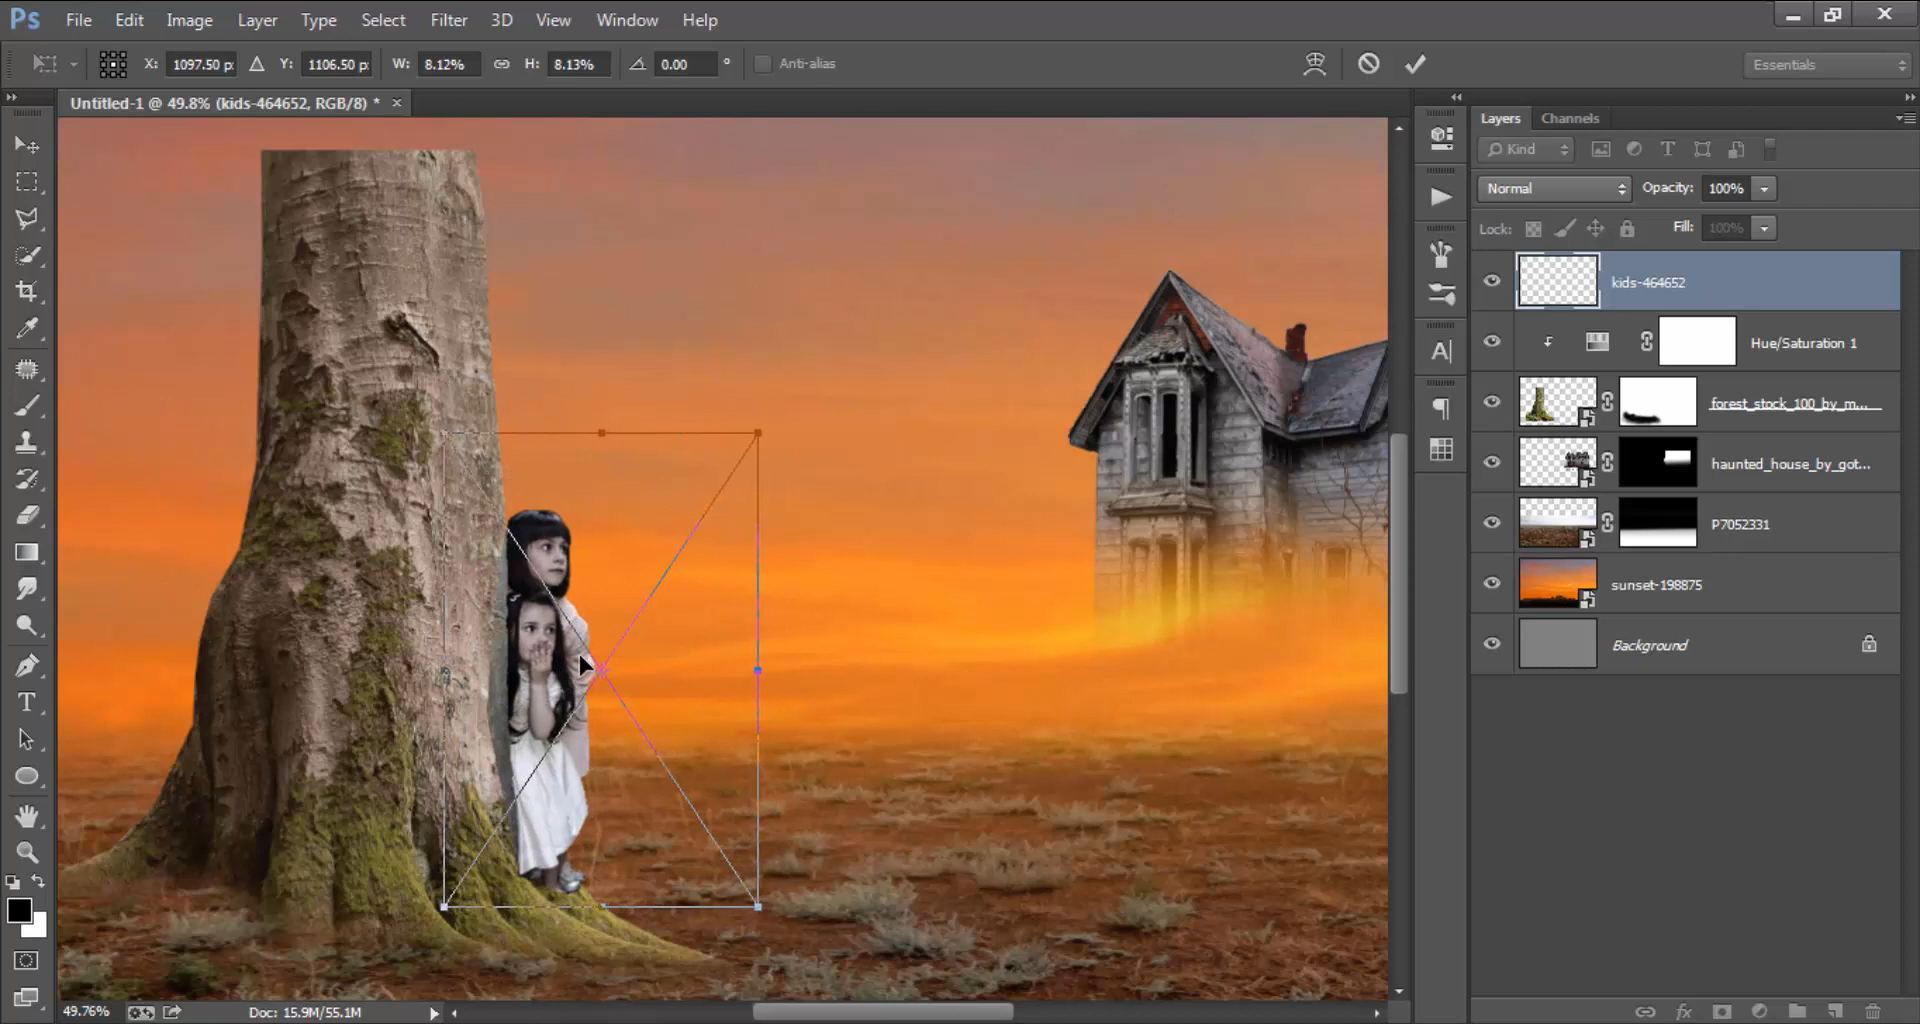 Ps File Edit Image Layer Type Select Filter 3D View Window Help
X: 1097.50 p: Y: 1106.50 p: W: 8.12% H: 8.13% 0.00 ° Anti-alias Essentials
Untitled-1 @ 49.8% (kids-464652, RGB/8) * ×
Layers Channels
Kind
Normal Opacity: 100%
Lock: Fill: 100%
kids-464652
Hue/Saturation 1
forest_stock_100_by_m...
haunted_house_by_got...
P7052331
sunset-198875
Background
49.76% Doc: 15.9M/55.1M